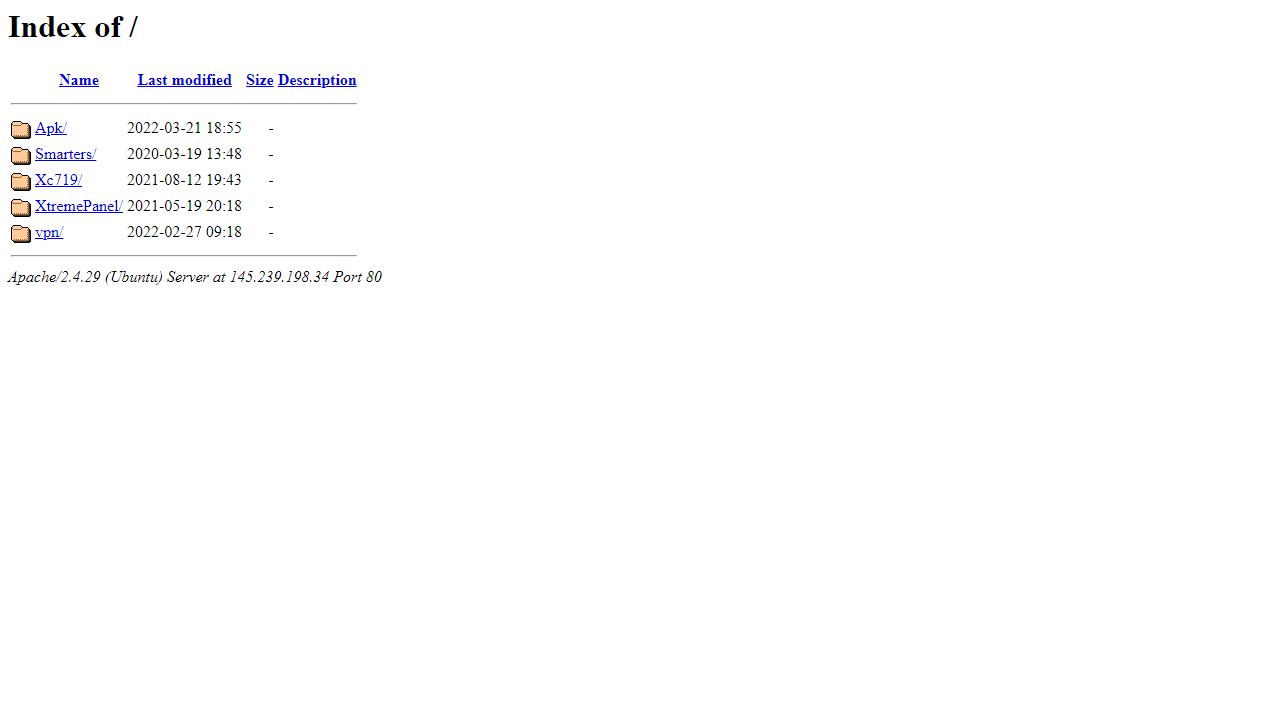 Index of /
Name Last modified Size Description
Apk/ 2022-03-21 18:55 -
Smarters/ 2020-03-19 13:48 -
Xc719/ 2021-08-12 19:43 -
XtremePanel/ 2021-05-19 20:18 -
vpn/ 2022-02-27 09:18 -
Apache/2.4.29 (Ubuntu) Server at 145.239.198.34 Port 80